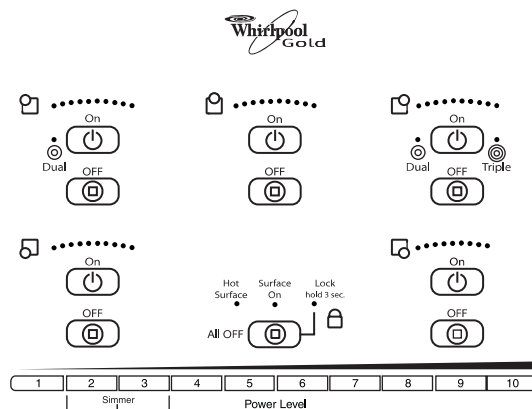 Whirlpool
Gold
On
Dual
OFF
On
OFF
On
Dual
Triple
OFF
On
OFF
Hot
Surface
Surface
On
Lock
hold 3 sec.
All OFF
On
OFF
1 2 3 4 5 6 7 8 9 10
Simmer
Power Level